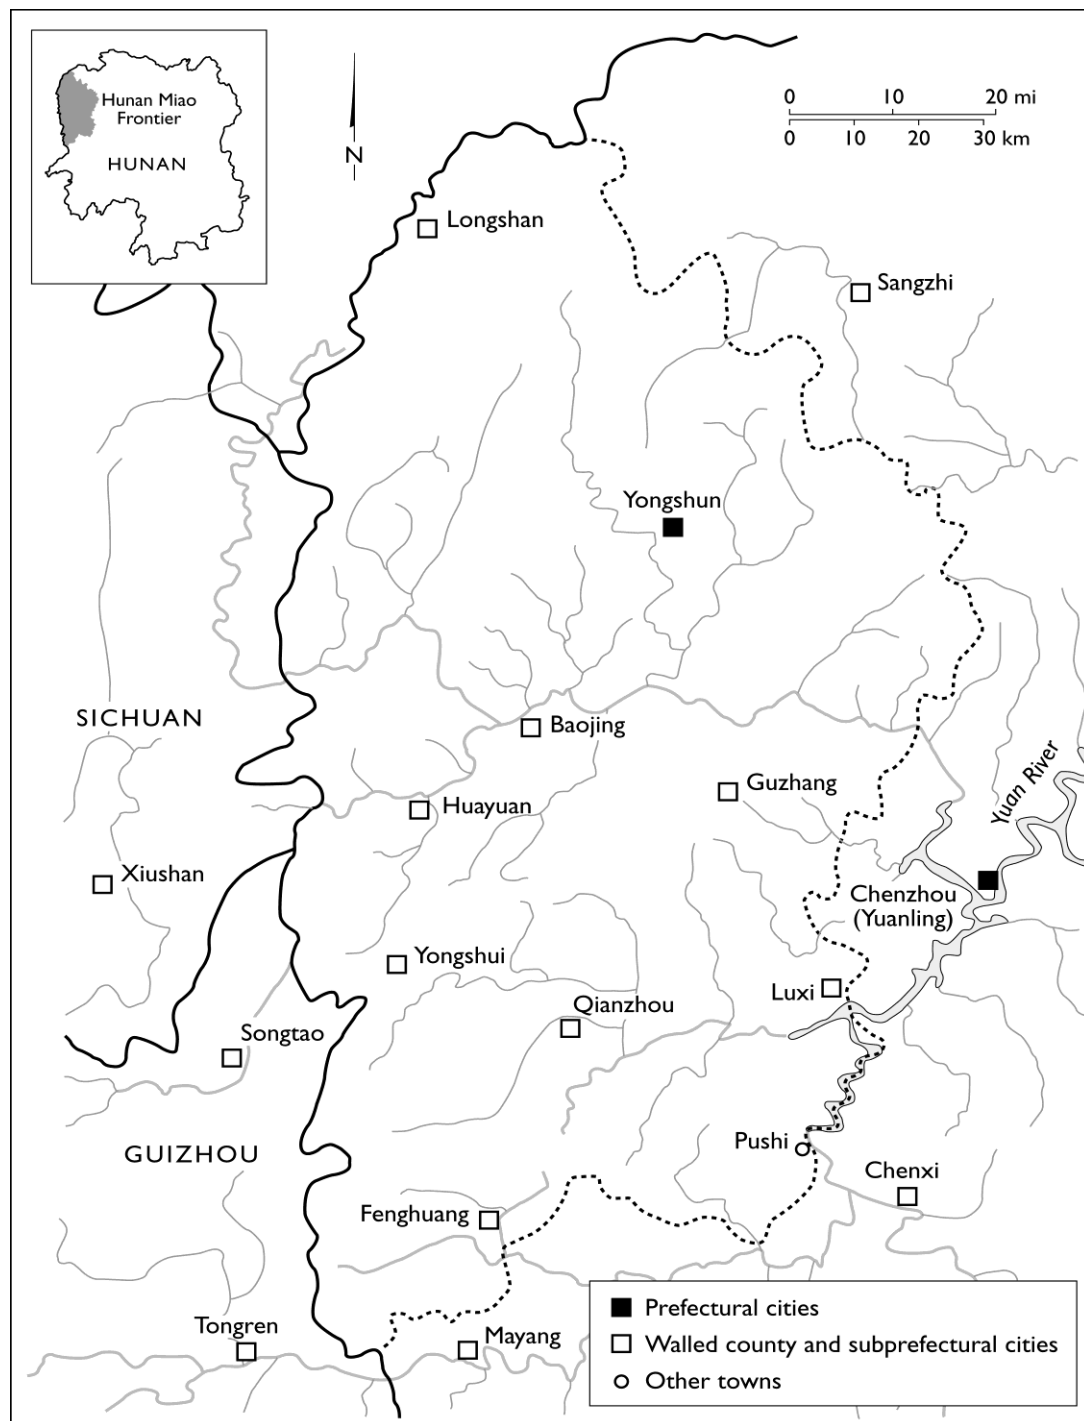 Hunan Miao
Frontier
HUNAN
N
0 10 20 mi
0 10 20 30 km
Longshan
Sangzhi
Yongshun
SICHUAN
Baojing
Guzhang
Yuan River
Huayuan
Xiushan
Chenzhou
(Yuanling)
Yongshui
Luxi
Qianzhou
Songtao
Pushi
GUIZHOU
Chenxi
Fenghuang
Tongren
Mayang
Prefectural cities
Walled county and subprefectural cities
Other towns